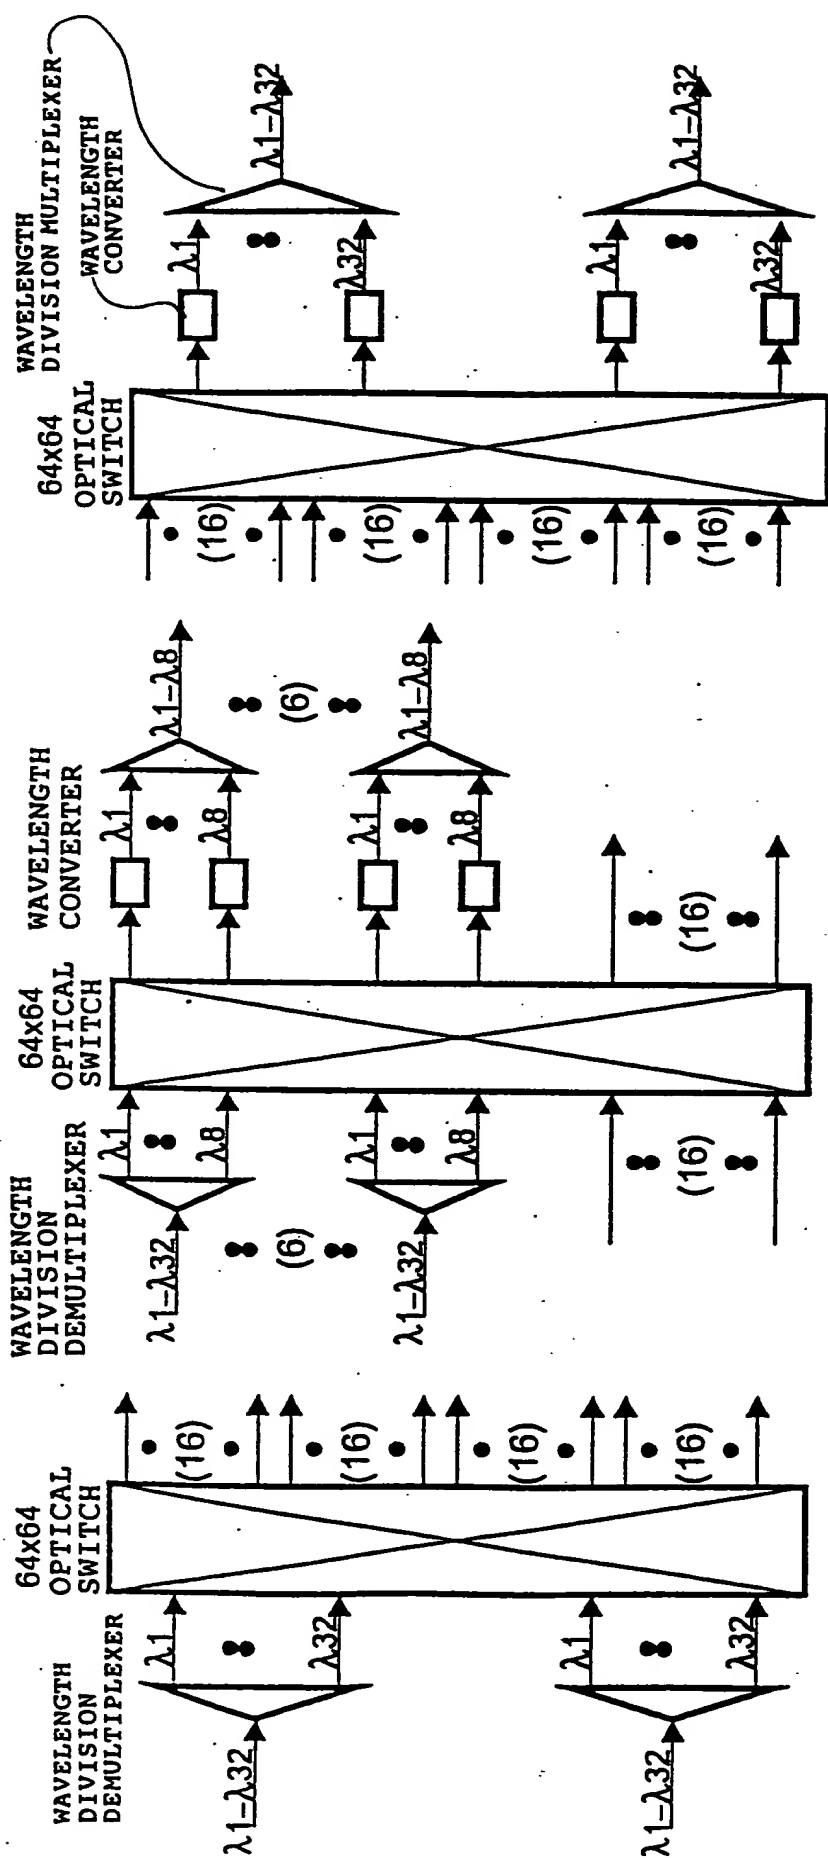 WAVELENGTH
DIVISION
DEMULTIPLEXER
64x64
OPTICAL
SWITCH
λ1–λ32
λ1
λ32
λ1–λ32
λ1
λ32
(16)
(16)
(16)
(16)
WAVELENGTH
DIVISION
DEMULTIPLEXER
64x64
OPTICAL
SWITCH
WAVELENGTH
CONVERTER
λ1–λ32
λ1
λ8
(6)
λ1–λ32
λ1
λ8
(16)
λ1
λ8
λ1–λ8
(6)
λ1
λ8
λ1–λ8
(16)
64x64
OPTICAL
SWITCH
WAVELENGTH
DIVISION MULTIPLEXER
WAVELENGTH
CONVERTER
(16)
(16)
(16)
(16)
λ1
λ32
λ1–λ32
λ1
λ32
λ1–λ32